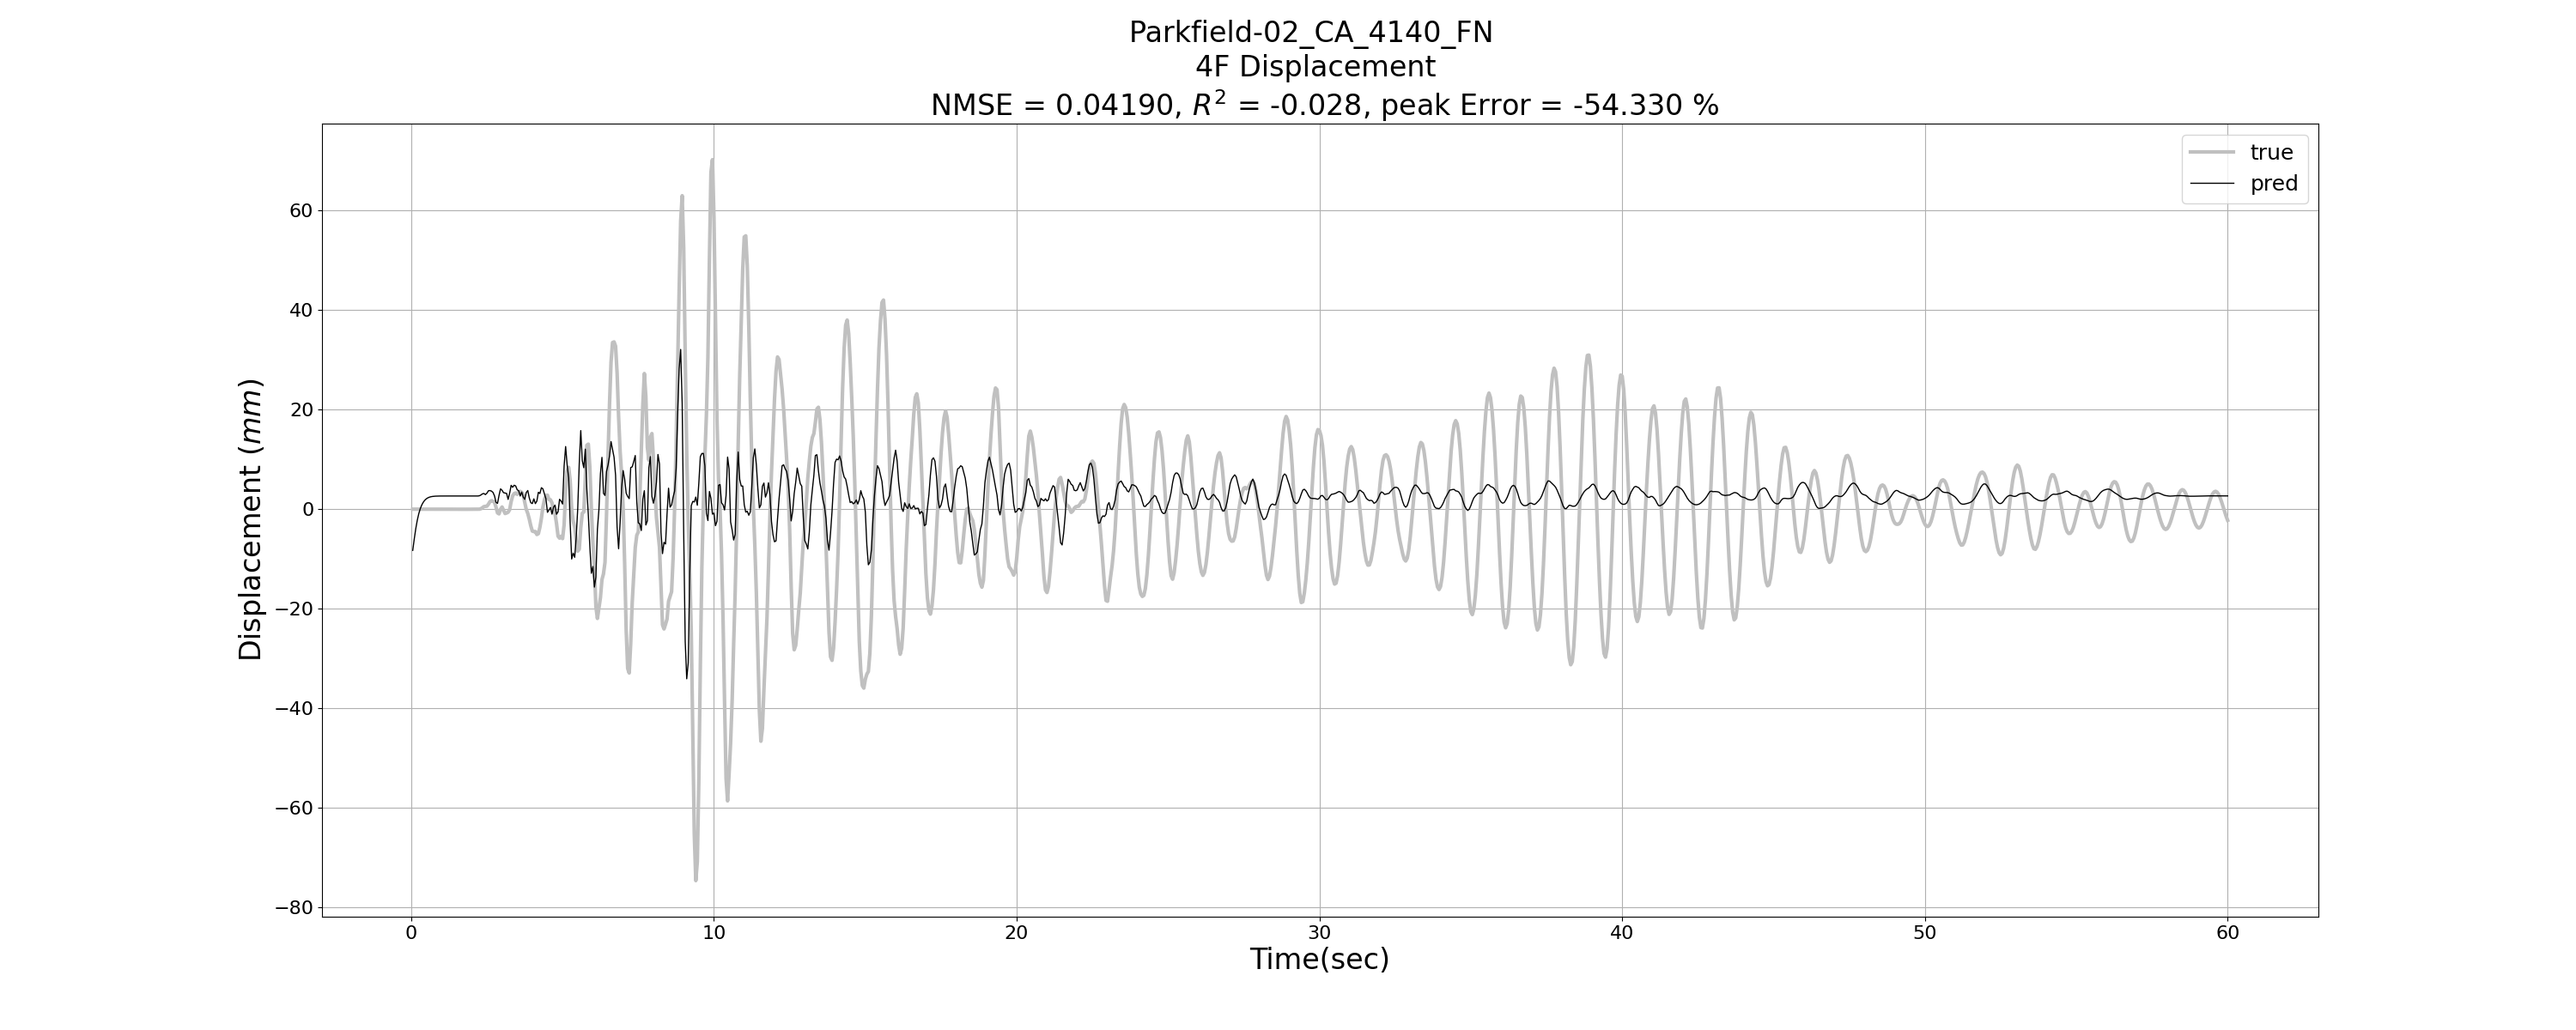 Parkfield-02_CA_4140_FN
4F Displacement
NMSE = 0.04190, R² = -0.028, peak Error = -54.330 %
true
pred
Displacement (mm)
60
40
20
0
−20
−40
−60
−80
0 10 20 30 40 50 60
Time(sec)